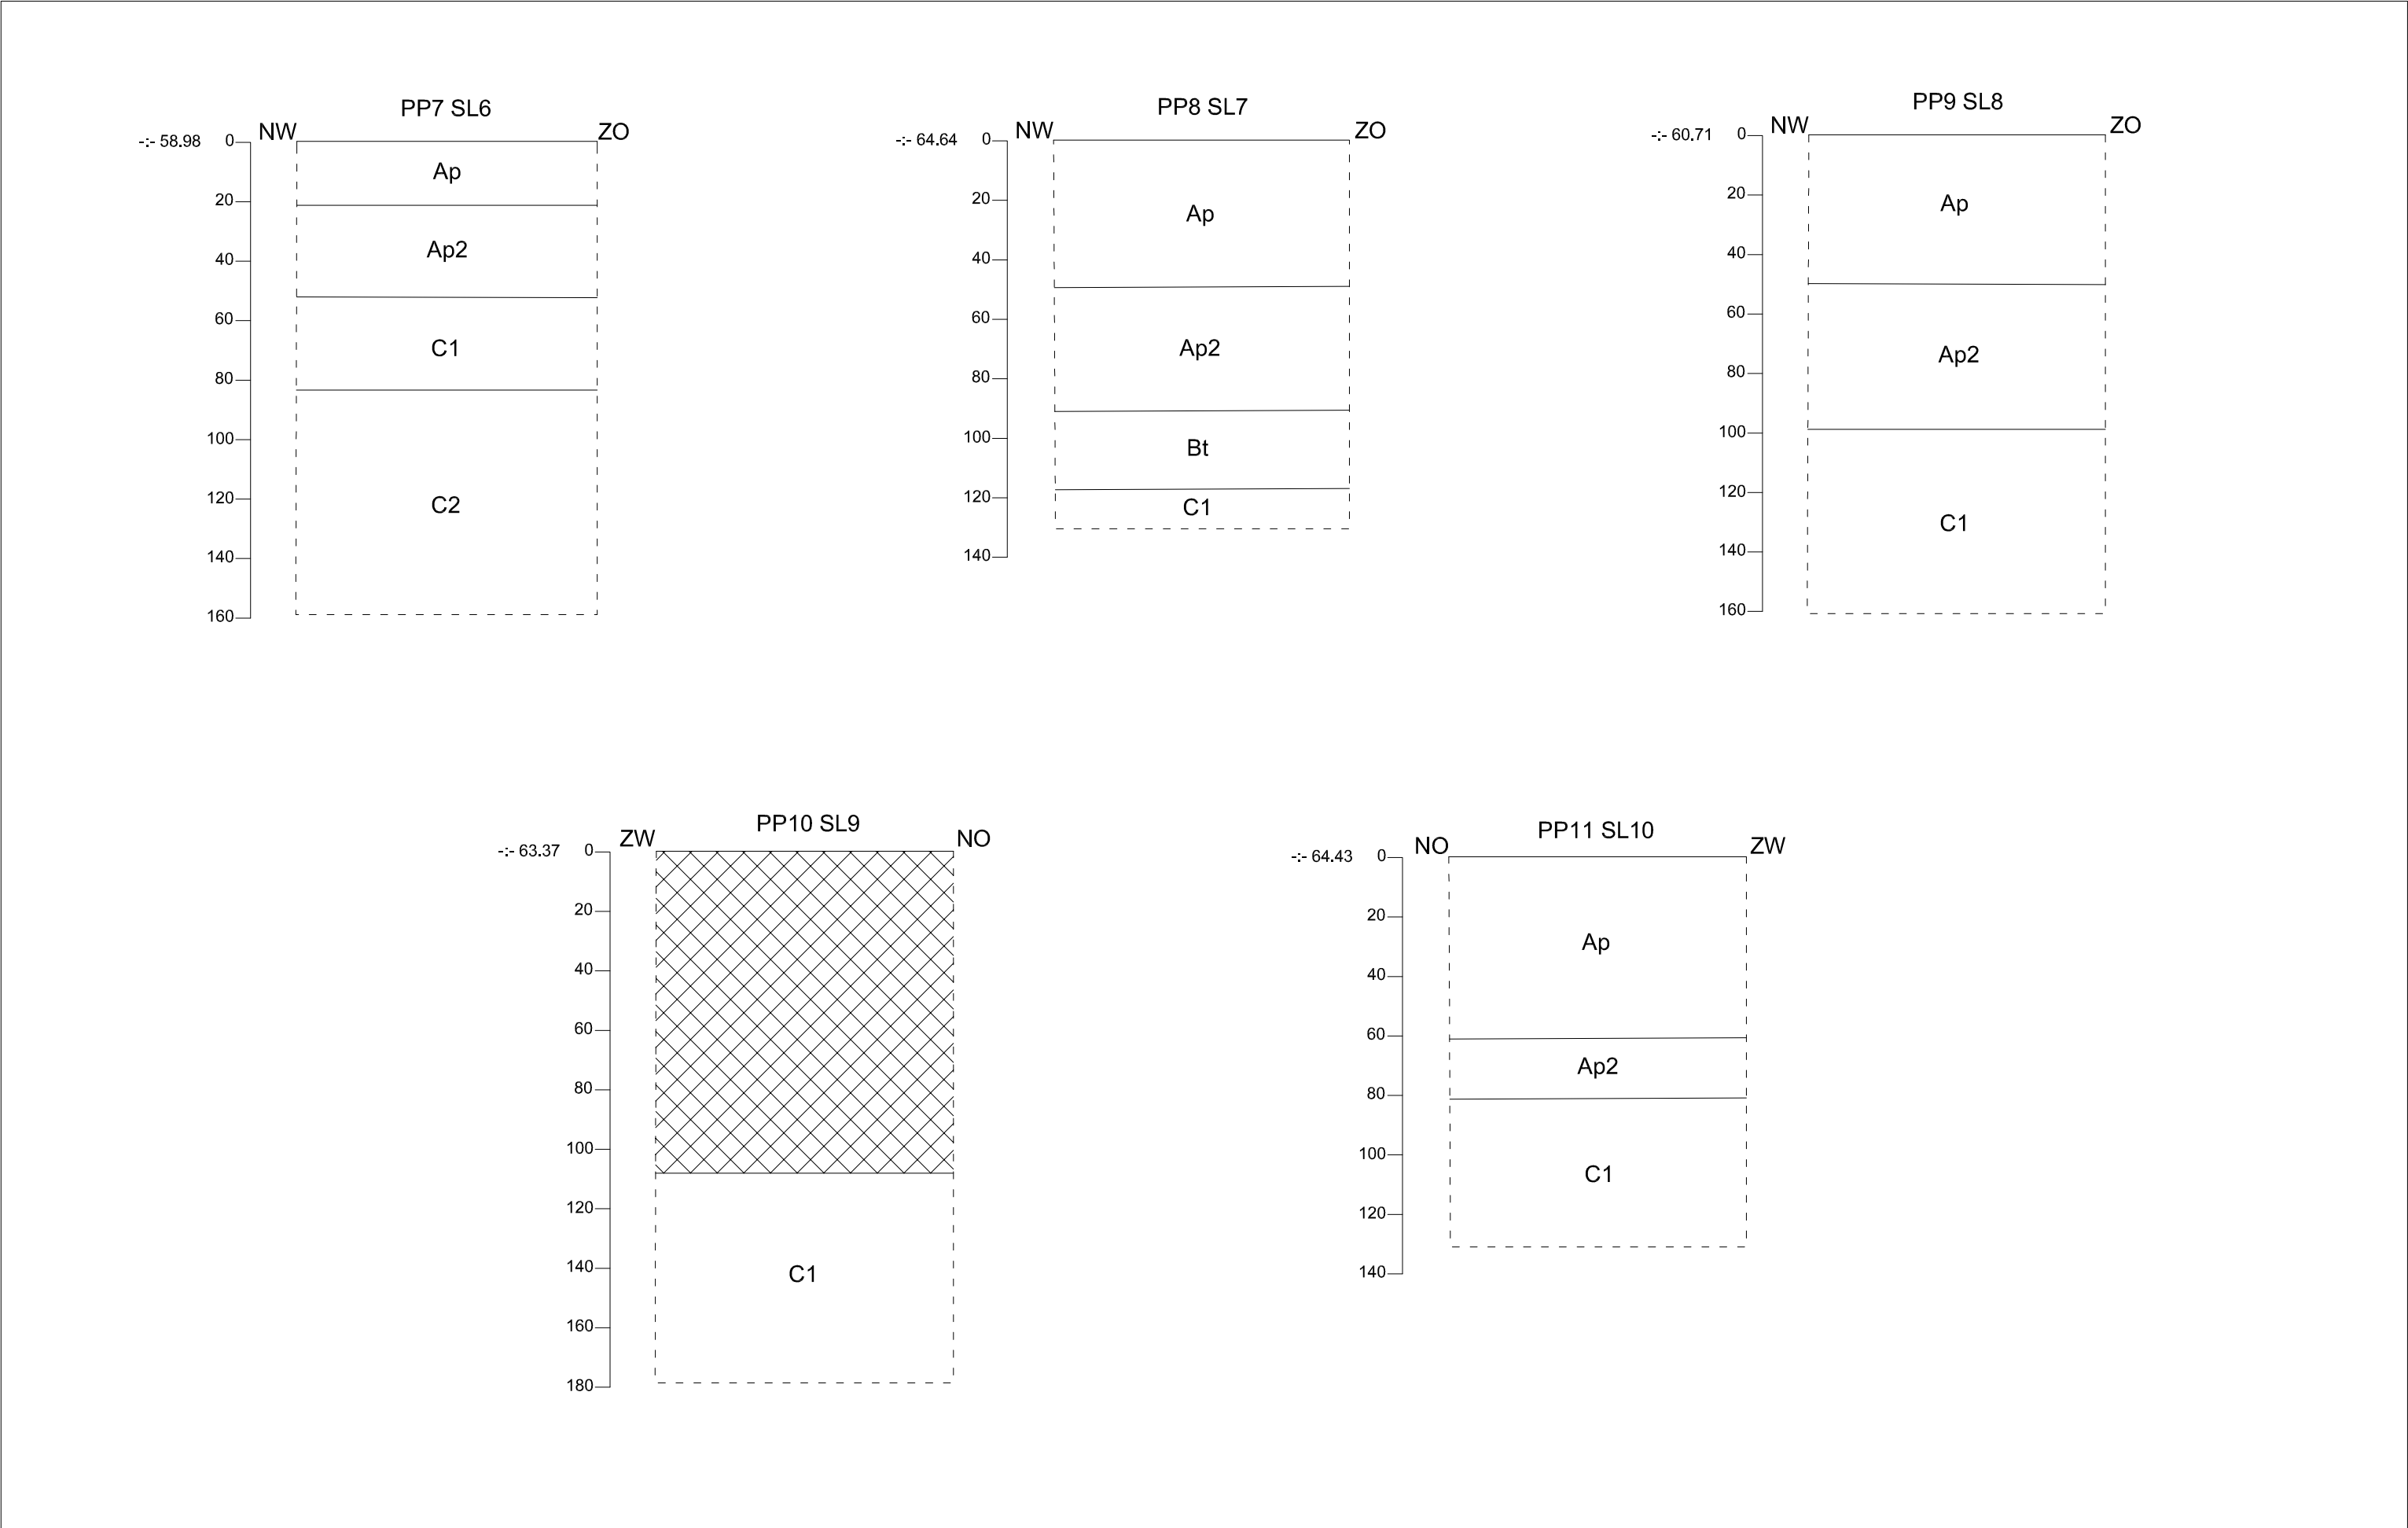 PP7 SL6
NW
ZO
-:- 58.98
0
20
40
60
80
100
120
140
160
Ap
Ap2
C1
C2
PP8 SL7
NW
ZO
-:- 64.64
0
20
40
60
80
100
120
140
Ap
Ap2
Bt
C1
PP9 SL8
NW
ZO
-:- 60.71
0
20
40
60
80
100
120
140
160
Ap
Ap2
C1
PP10 SL9
ZW
NO
-:- 63.37
0
20
40
60
80
100
120
140
160
180
C1
PP11 SL10
NO
ZW
-:- 64.43
0
20
40
60
80
100
120
140
Ap
Ap2
C1